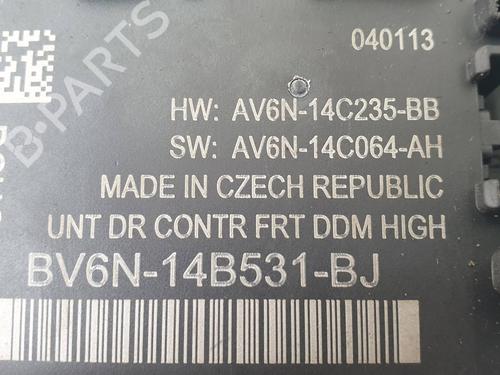 040113
HW: AV6N-14C235-BB
SW: AV6N-14C064-AH
MADE IN CZECH REPUBLIC
UNT DR CONTR FRT DDM HIGH
BV6N-14B531-BJ
B-PARTS